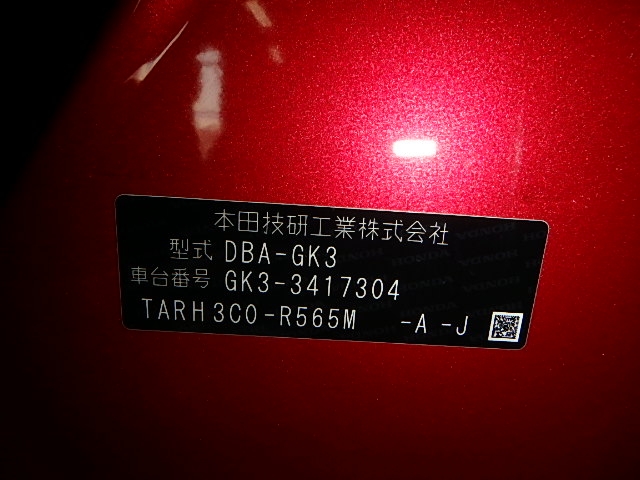 本田技研工業株式会社
型式 DBA-GK3
車台番号 GK3-3417304
TARH3C0-R565M -A -J